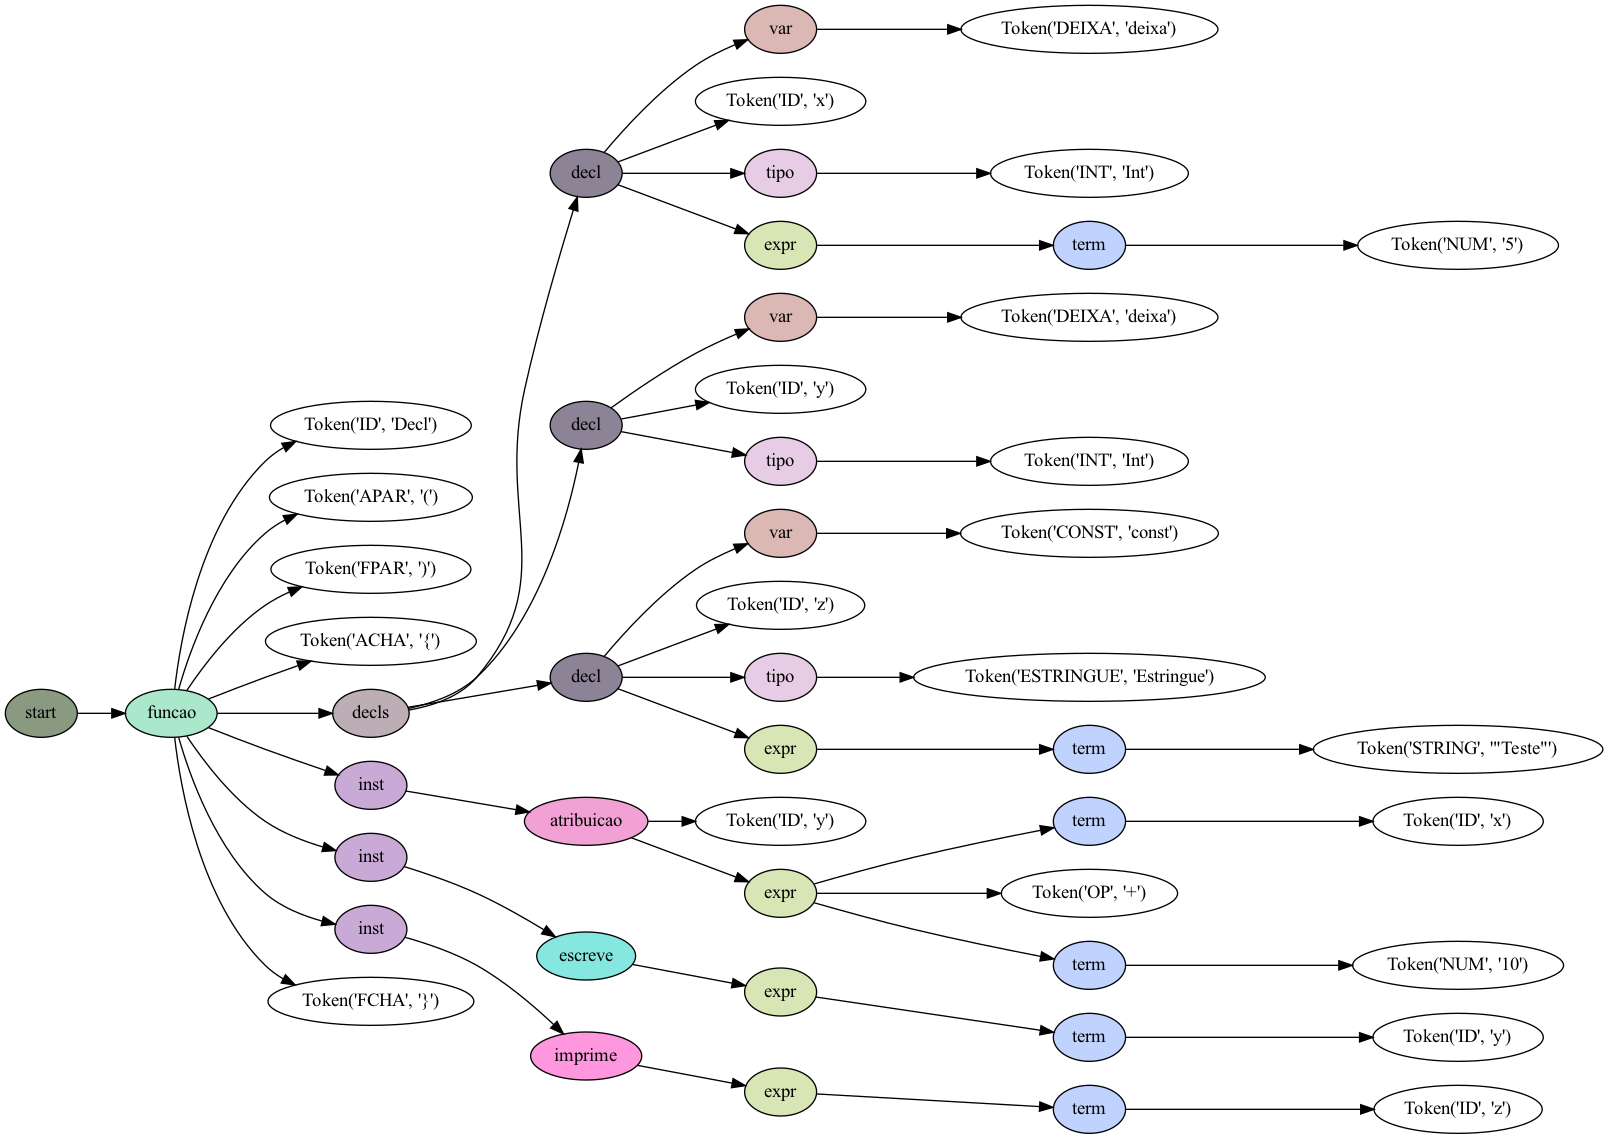 start
funcao
Token('ID', 'Decl')
Token('APAR', '(')
Token('FPAR', ')')
Token('ACHA', '{')
decls
decl
var
Token('DEIXA', 'deixa')
Token('ID', 'x')
tipo
Token('INT', 'Int')
expr
term
Token('NUM', '5')
decl
var
Token('DEIXA', 'deixa')
Token('ID', 'y')
tipo
Token('INT', 'Int')
decl
var
Token('CONST', 'const')
Token('ID', 'z')
tipo
Token('ESTRINGUE', 'Estringue')
expr
term
Token('STRING', '"Teste"')
inst
atribuicao
Token('ID', 'y')
expr
term
Token('ID', 'x')
Token('OP', '+')
term
Token('NUM', '10')
inst
escreve
expr
term
Token('ID', 'y')
inst
imprime
expr
term
Token('ID', 'z')
Token('FCHA', '}')